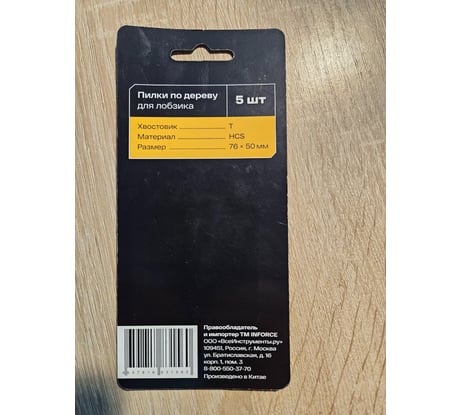 Пилки по дереву
для лобзика
5 шт
Хвостовик T
Материал HCS
Размер 76 × 50 мм
Правообладатель
и импортер ТМ INFORCE
ООО «ВсеИнструменты.ру»
109451, Россия, г. Москва
ул. Братиславская, д. 16
корп. 1, пом. 3
8-800-550-37-70
Произведено в Китае